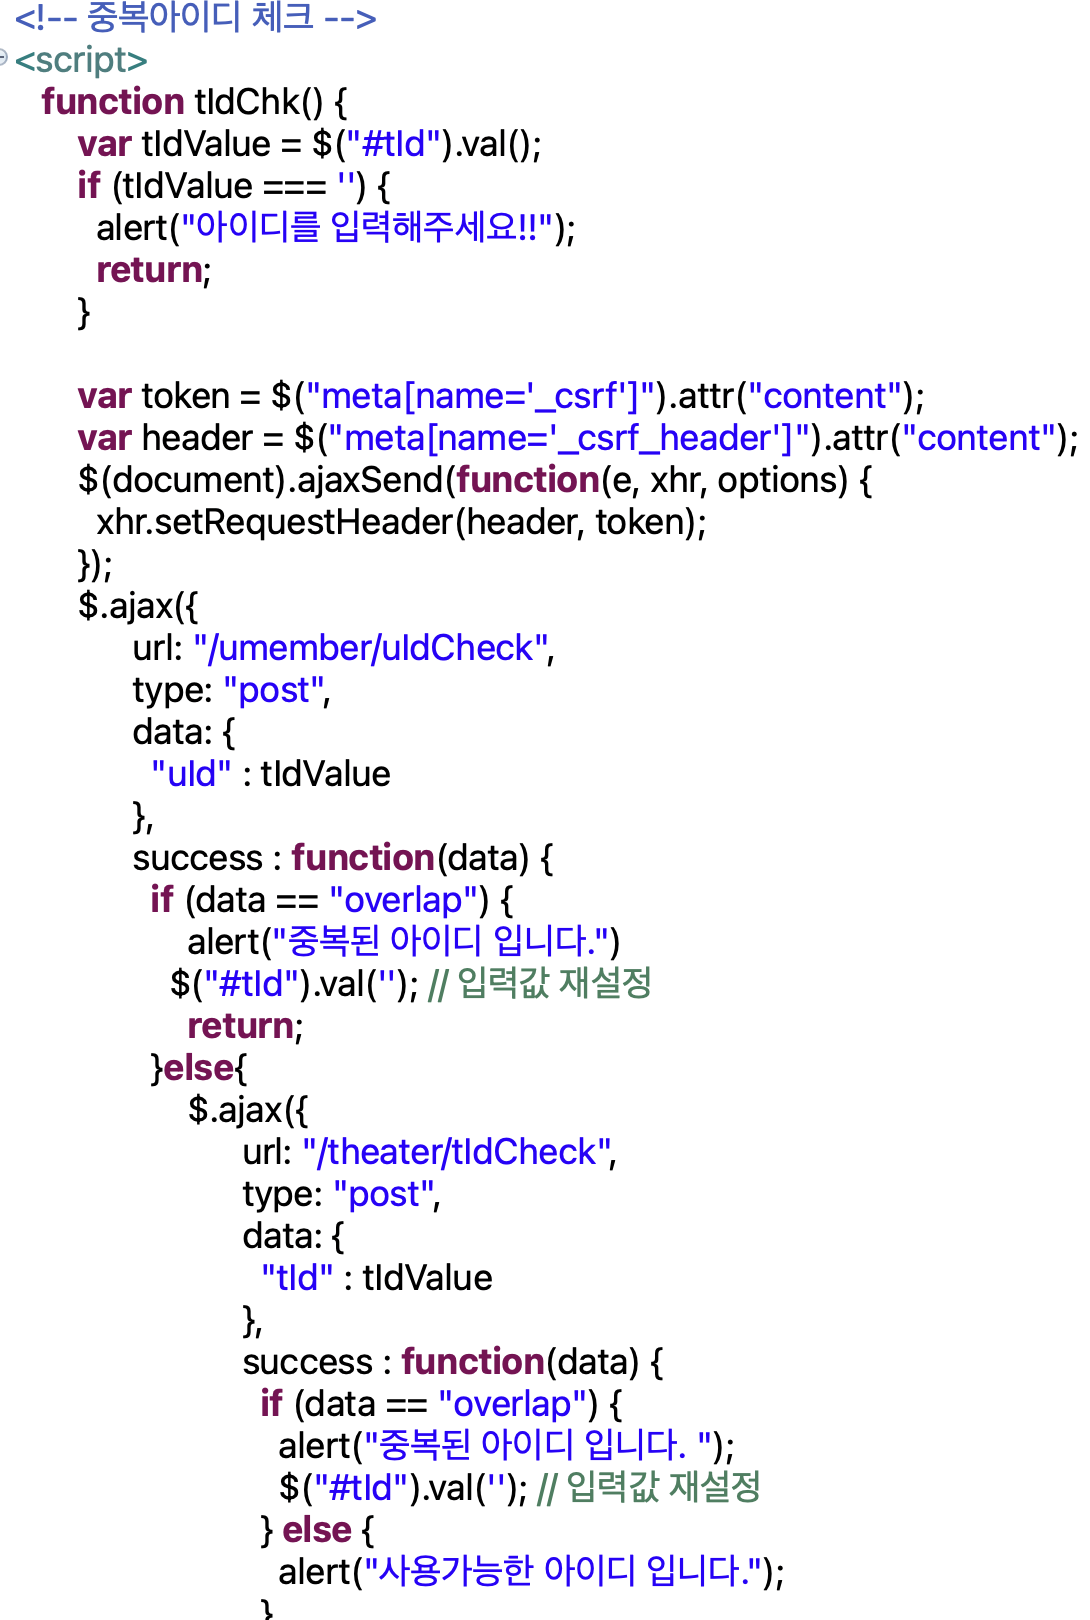 <!-- 중복아이디 체크 -->
<script>
function tIdChk() {
var tIdValue = $("#tId").val();
if (tIdValue === '') {
alert("아이디를 입력해주세요!!");
return;
}
var token = $("meta[name='_csrf']").attr("content");
var header = $("meta[name='_csrf_header']").attr("content");
$(document).ajaxSend(function(e, xhr, options) {
xhr.setRequestHeader(header, token);
});
$.ajax({
url: "/umember/uIdCheck",
type: "post",
data: {
"uId" : tIdValue
},
success : function(data) {
if (data == "overlap") {
alert("중복된 아이디 입니다.")
$("#tId").val(''); // 입력값 재설정
return;
}else{
$.ajax({
url: "/theater/tIdCheck",
type: "post",
data: {
"tId" : tIdValue
},
success : function(data) {
if (data == "overlap") {
alert("중복된 아이디 입니다. ");
$("#tId").val(''); // 입력값 재설정
} else {
alert("사용가능한 아이디 입니다.");
}